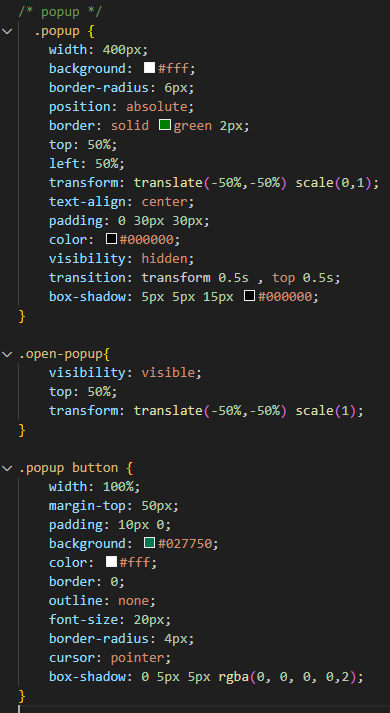 /* popup */
.popup {
width: 400px;
background: #fff;
border-radius: 6px;
position: absolute;
border: solid green 2px;
top: 50%;
left: 50%;
transform: translate(-50%,-50%) scale(0,1);
text-align: center;
padding: 0 30px 30px;
color: #000000;
visibility: hidden;
transition: transform 0.5s , top 0.5s;
box-shadow: 5px 5px 15px #000000;
}
.open-popup{
visibility: visible;
top: 50%;
transform: translate(-50%,-50%) scale(1);
}
.popup button {
width: 100%;
margin-top: 50px;
padding: 10px 0;
background: #027750;
color: #fff;
border: 0;
outline: none;
font-size: 20px;
border-radius: 4px;
cursor: pointer;
box-shadow: 0 5px 5px rgba(0, 0, 0, 0,2);
}